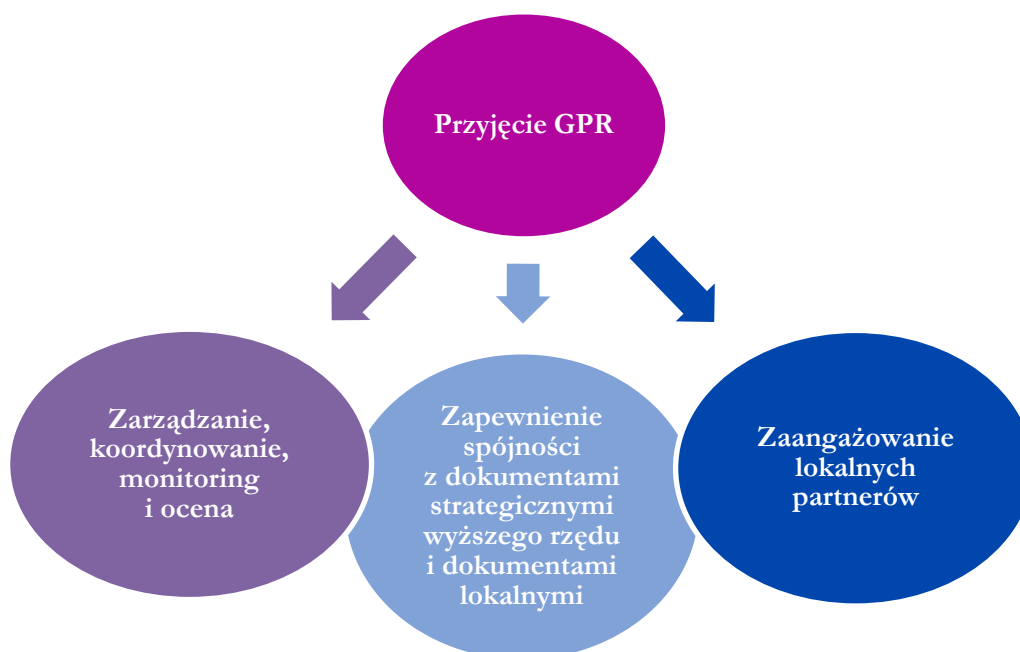 Przyjęcie GPR
Zarządzanie,
koordynowanie,
monitoring
i ocena
Zapewnienie
spójności
z dokumentami
strategicznymi
wyższego rzędu
i dokumentami
lokalnymi
Zaangażowanie
lokalnych
partnerów